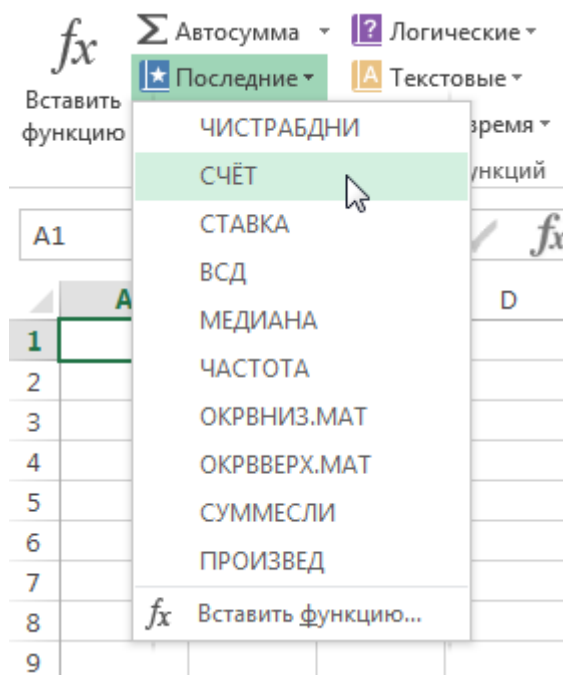 fx
Вставить
функцию
Σ Автосумма
? Логические
Последние
А Текстовые
ЧИСТРАБДНИ
время
СЧЁТ
СТАВКА
A1
fx
ВСД
A
D
МЕДИАНА
1
ЧАСТОТА
2
ОКРВНИЗ.МАТ
3
ОКРВВЕРХ.МАТ
4
СУММЕСЛИ
5
6
ПРОИЗВЕД
7
fx Вставить функцию...
8
9